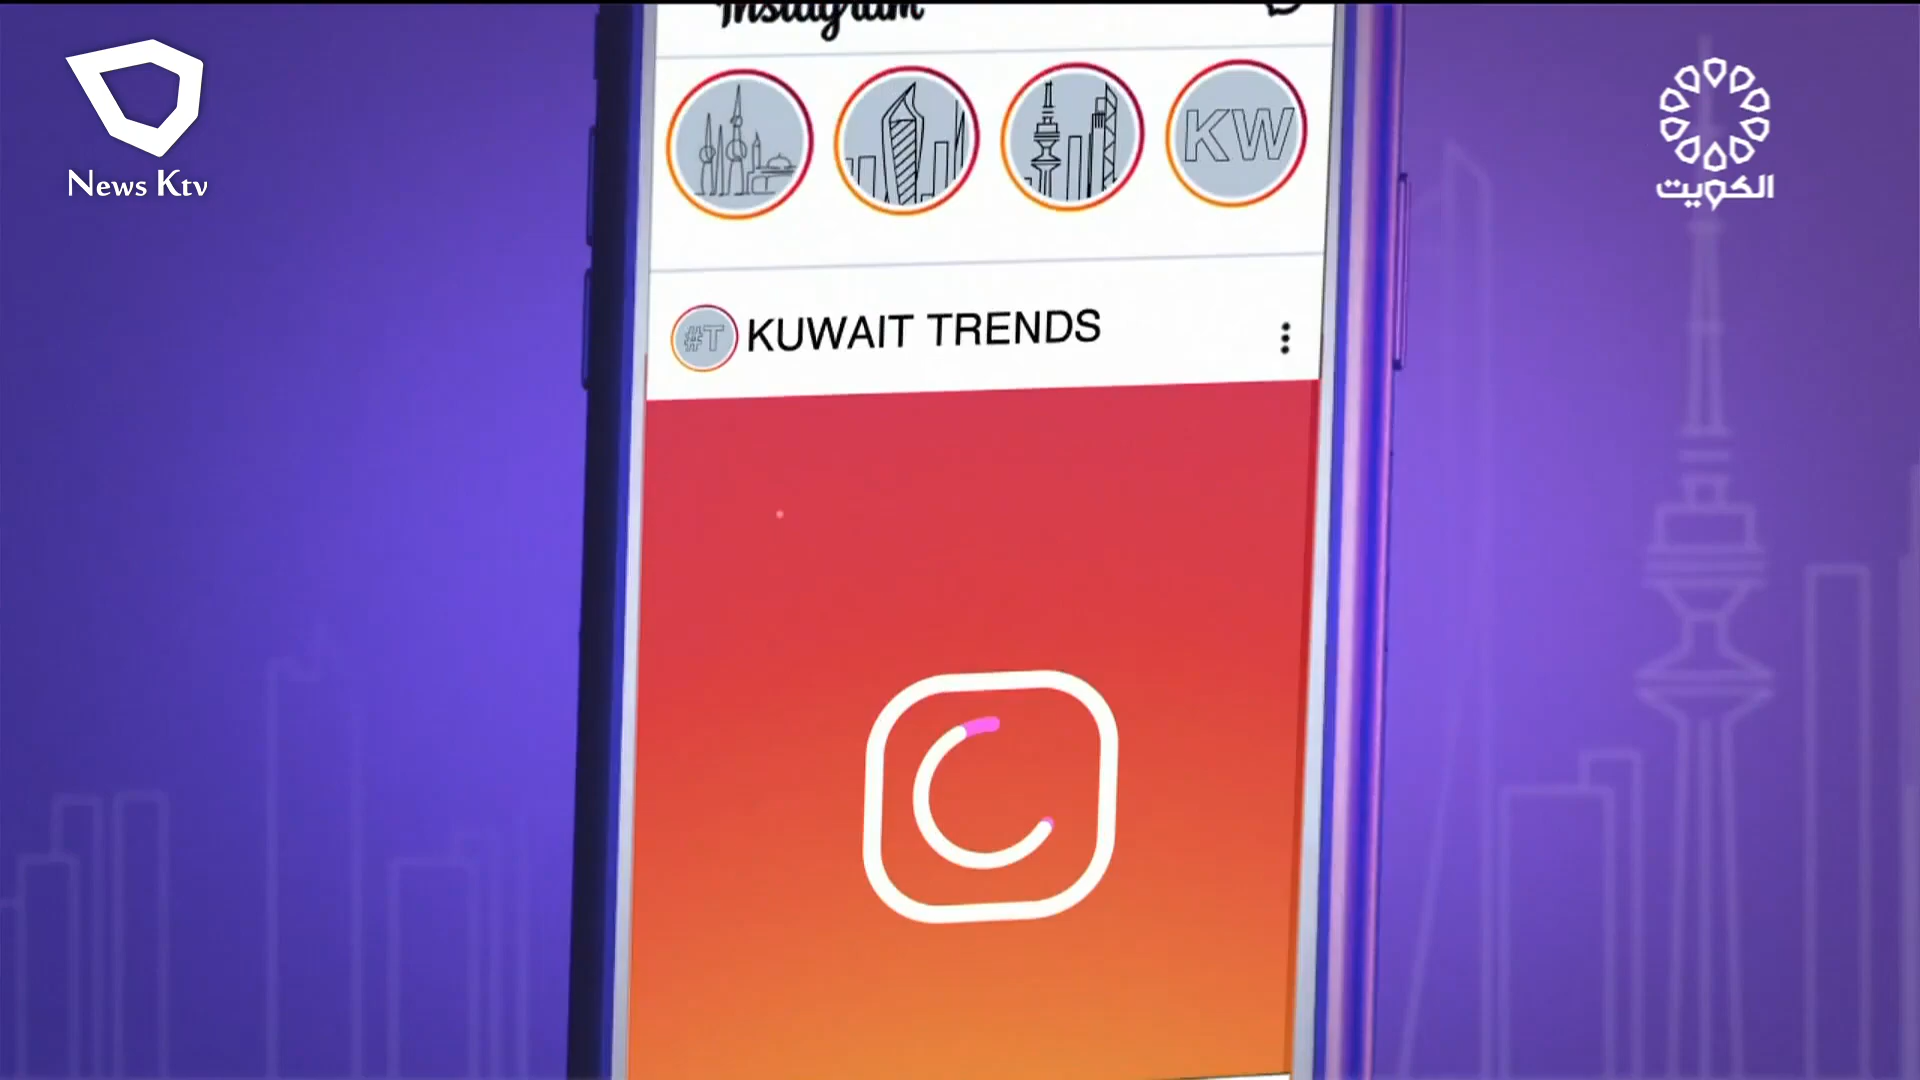 Instagram
News Ktv
الكويت
KW
#T KUWAIT TRENDS